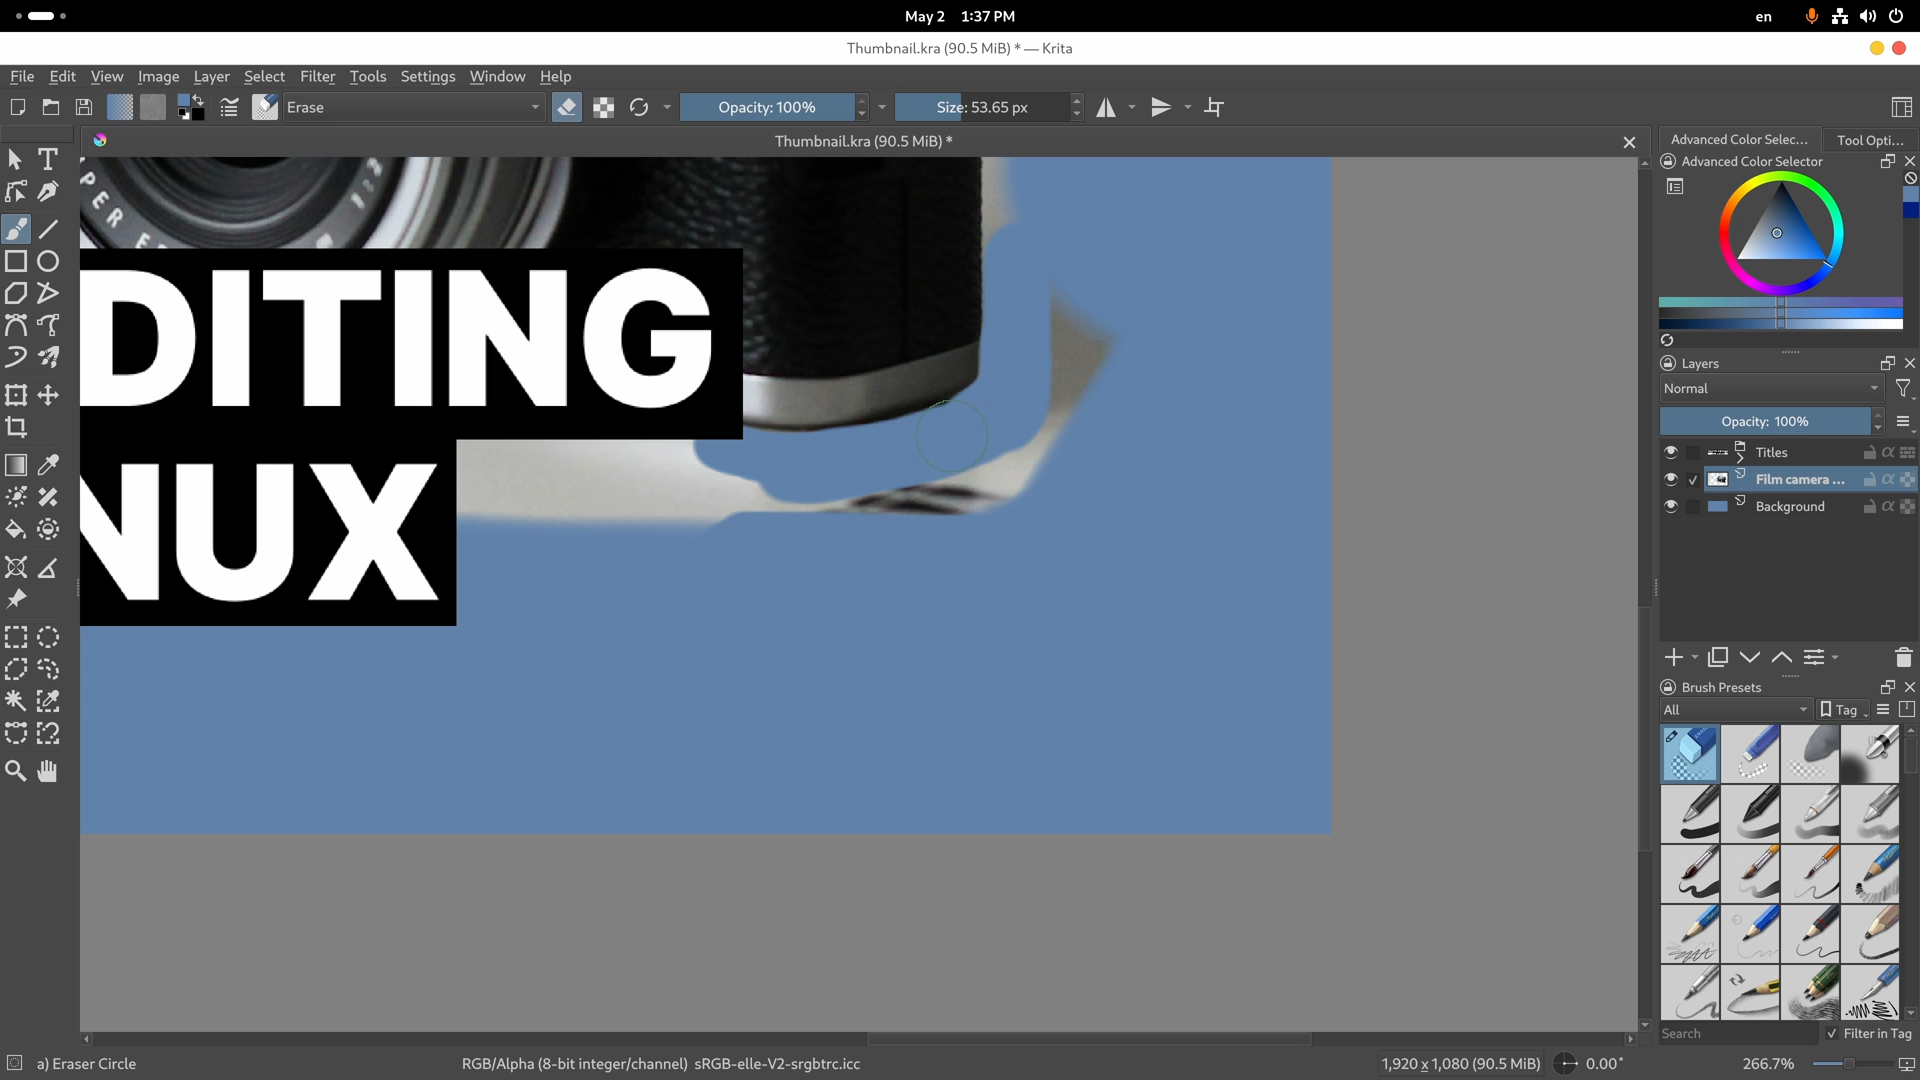 May 2 1:37 PM
en
Thumbnail.kra (90.5 MiB) * — Krita
File Edit View Image Layer Select Filter Tools Settings Window Help
Erase
Opacity: 100%
Size: 53.65 px
Thumbnail.kra (90.5 MiB) *
Advanced Color Selec...
Tool Opti...
Advanced Color Selector
DITING
NUX
Layers
Normal
Opacity: 100%
Titles
Film camera ...
Background
Brush Presets
All
Tag
Search
Filter in Tag
a) Eraser Circle
RGB/Alpha (8-bit integer/channel) sRGB-elle-V2-srgbtrc.icc
1,920 x 1,080 (90.5 MiB)
0.00°
266.7%